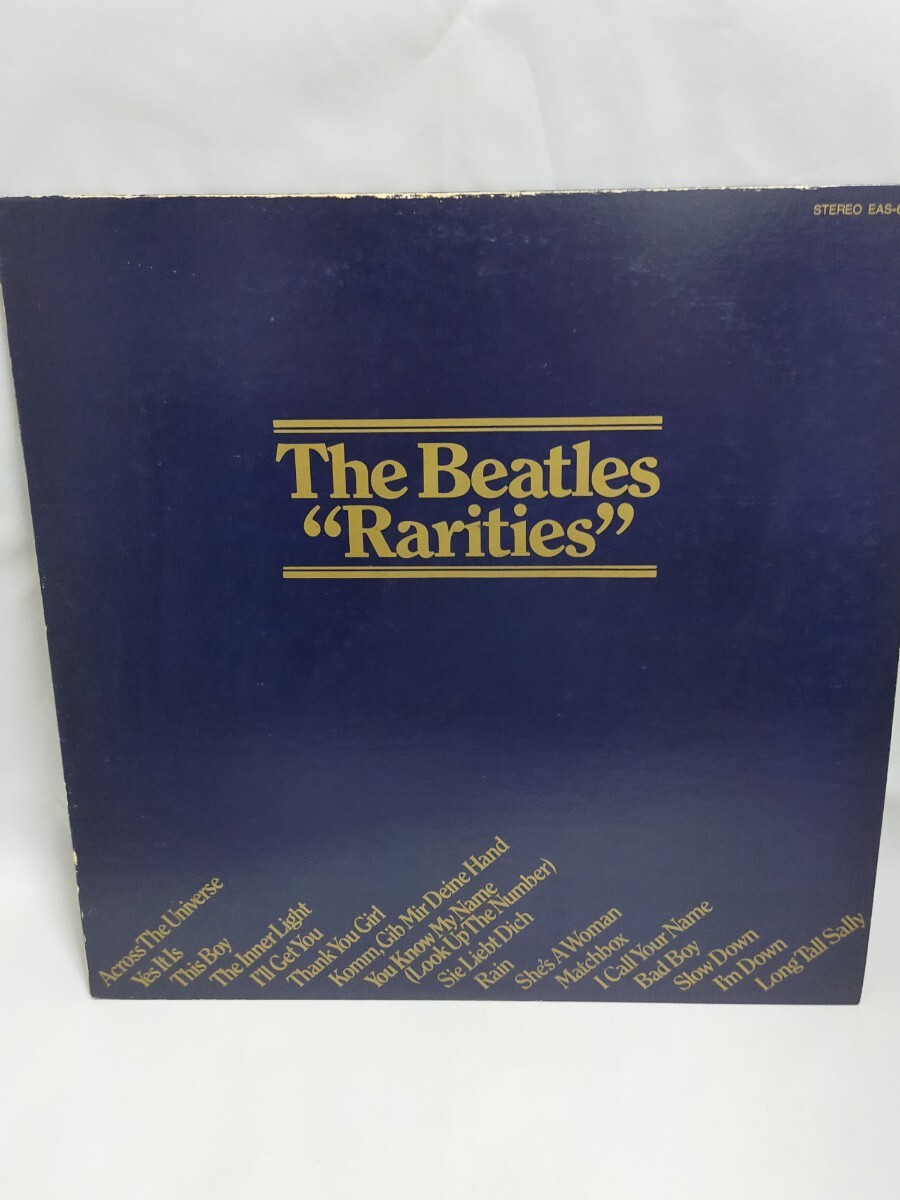 STEREO EAS-
The Beatles
“Rarities”
Across The Universe
Yes It Is
This Boy
The Inner Light
I'll Get You
Thank You Girl
Komm, Gib Mir Deine Hand
You Know My Name
(Look Up The Number)
Sie Liebt Dich
Rain
She's A Woman
Matchbox
I Call Your Name
Bad Boy
Slow Down
I'm Down
Long Tall Sally